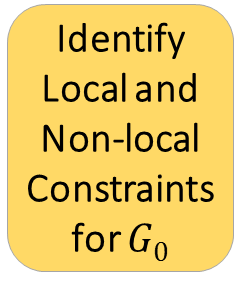 Identify
Local and
Non-local
Constraints
for G₀